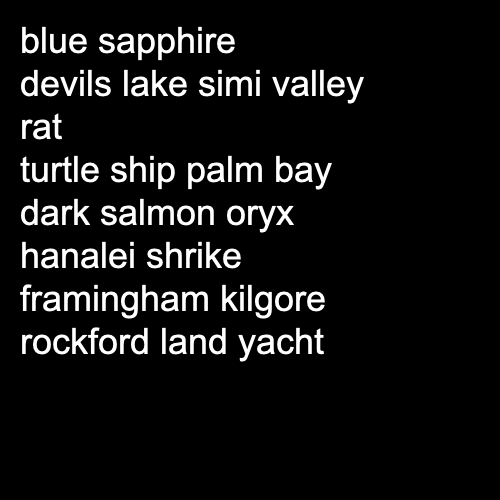 blue sapphire
devils lake simi valley
rat
turtle ship palm bay
dark salmon oryx
hanalei shrike
framingham kilgore
rockford land yacht